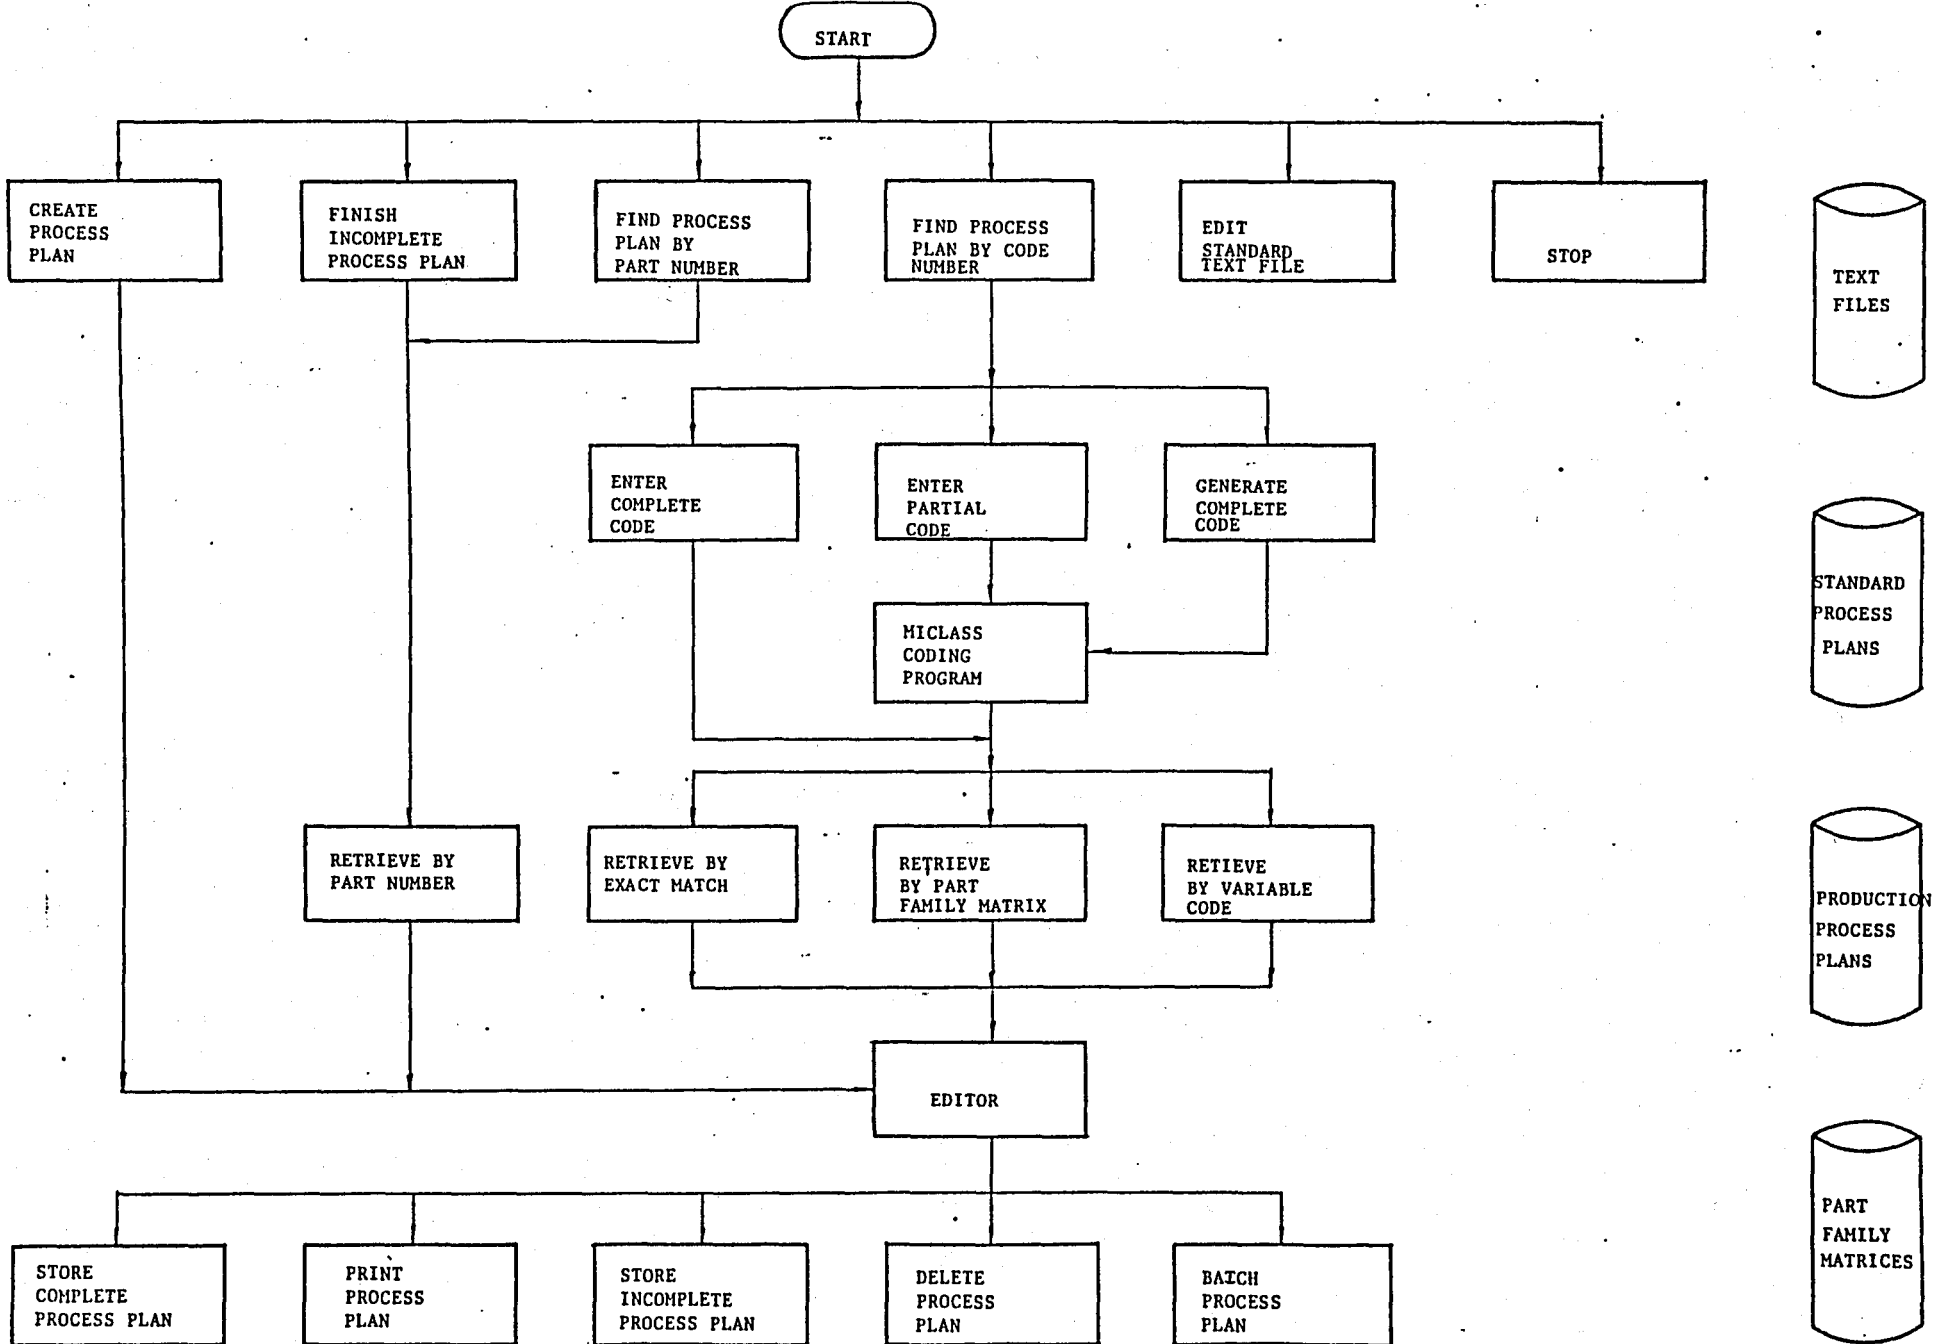 START
CREATE
PROCESS
PLAN
FINISH
INCOMPLETE
PROCESS PLAN
FIND PROCESS
PLAN BY
PART NUMBER
FIND PROCESS
PLAN BY CODE
NUMBER
EDIT
STANDARD
TEXT FILE
STOP
TEXT
FILES
ENTER
COMPLETE
CODE
ENTER
PARTIAL
CODE
GENERATE
COMPLETE
CODE
STANDARD
PROCESS
PLANS
MICLASS
CODING
PROGRAM
RETRIEVE BY
PART NUMBER
RETRIEVE BY
EXACT MATCH
RETRIEVE
BY PART
FAMILY MATRIX
RETIEVE
BY VARIABLE
CODE
PRODUCTION
PROCESS
PLANS
EDITOR
PART
FAMILY
MATRICES
STORE
COMPLETE
PROCESS PLAN
PRINT
PROCESS
PLAN
STORE
INCOMPLETE
PROCESS PLAN
DELETE
PROCESS
PLAN
BATCH
PROCESS
PLAN